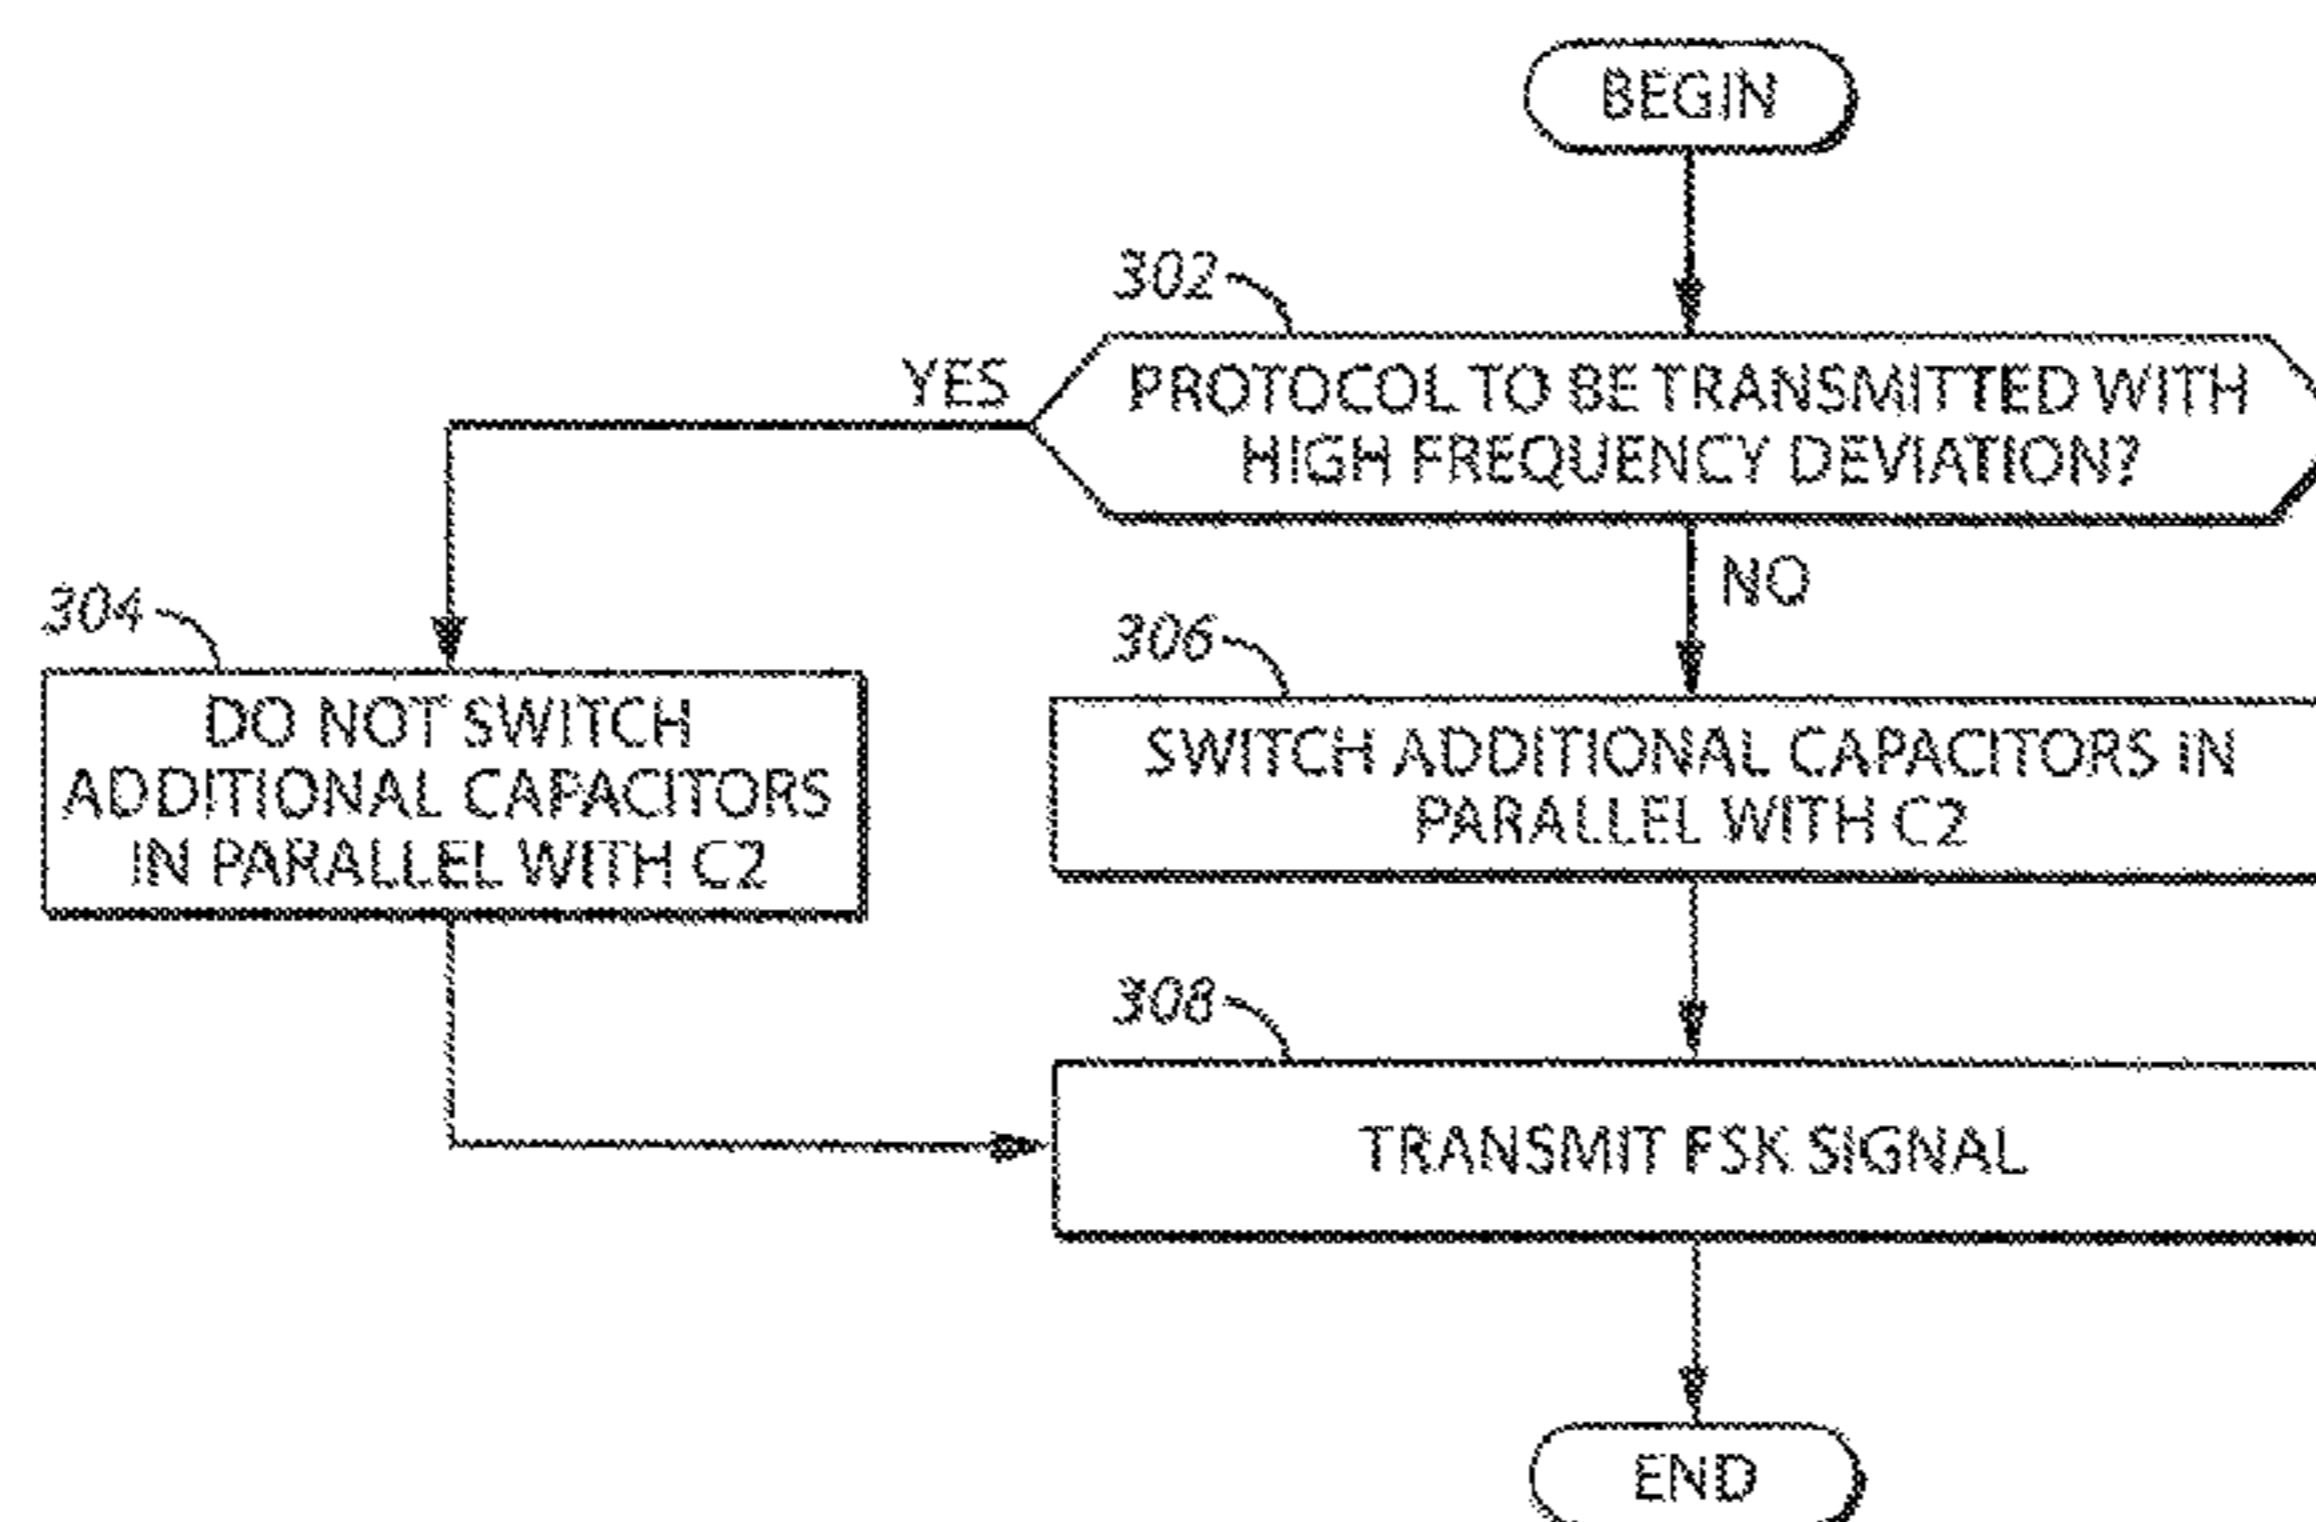 BEGIN
302
YES
PROTOCOL TO BE TRANSMITTED WITH
HIGH FREQUENCY DEVIATION?
NO
304
DO NOT SWITCH
ADDITIONAL CAPACITORS
IN PARALLEL WITH C2
306
SWITCH ADDITIONAL CAPACITORS IN
PARALLEL WITH C2
308
TRANSMIT FSK SIGNAL
END